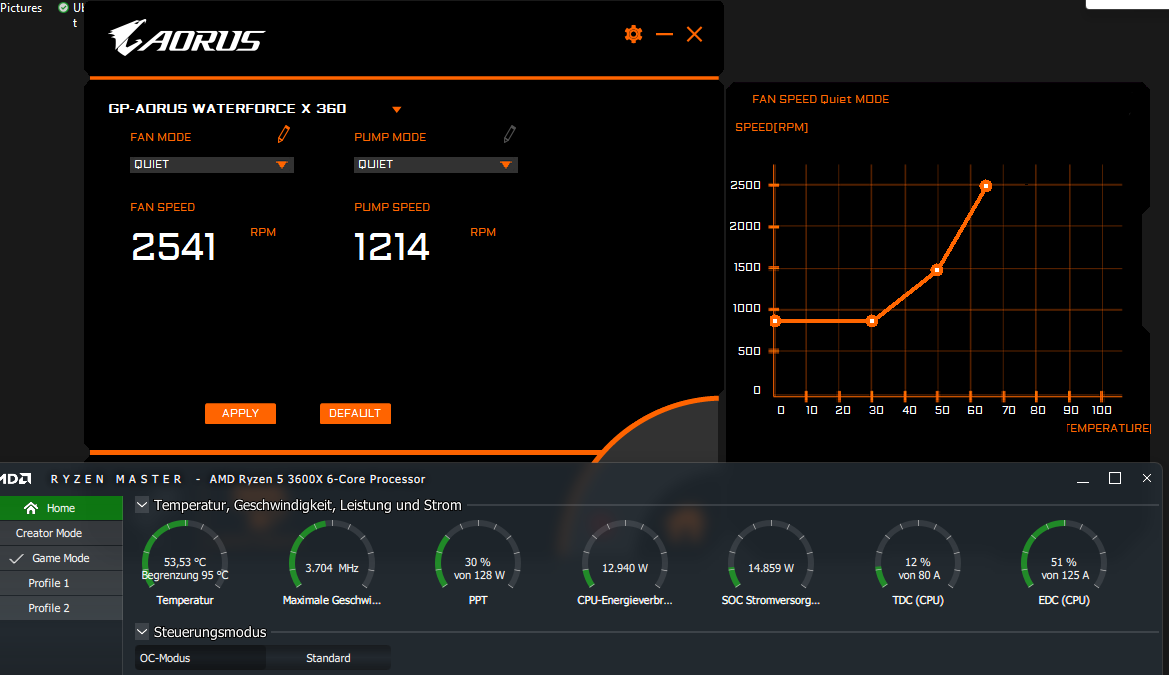 Pictures
t
AORUS
GP-AORUS WATERFORCE X 360
FAN MODE
PUMP MODE
QUIET
QUIET
FAN SPEED
PUMP SPEED
2541 RPM
1214 RPM
APPLY
DEFAULT
FAN SPEED Quiet MODE
SPEED[RPM]
2500
2000
1500
1000
500
0
0 10 20 30 40 50 60 70 80 90 100
TEMPERATURE]
RYZEN MASTER - AMD Ryzen 5 3600X 6-Core Processor
Home
Creator Mode
Game Mode
Profile 1
Profile 2
Temperatur, Geschwindigkeit, Leistung und Strom
53,53 °C
Begrenzung 95 °C
Temperatur
3.704 MHz
Maximale Geschwi...
30 %
von 128 W
PPT
12.940 W
CPU-Energieverbr...
14.859 W
SOC Stromversorg...
12 %
von 80 A
TDC (CPU)
51 %
von 125 A
EDC (CPU)
Steuerungsmodus
OC-Modus
Standard